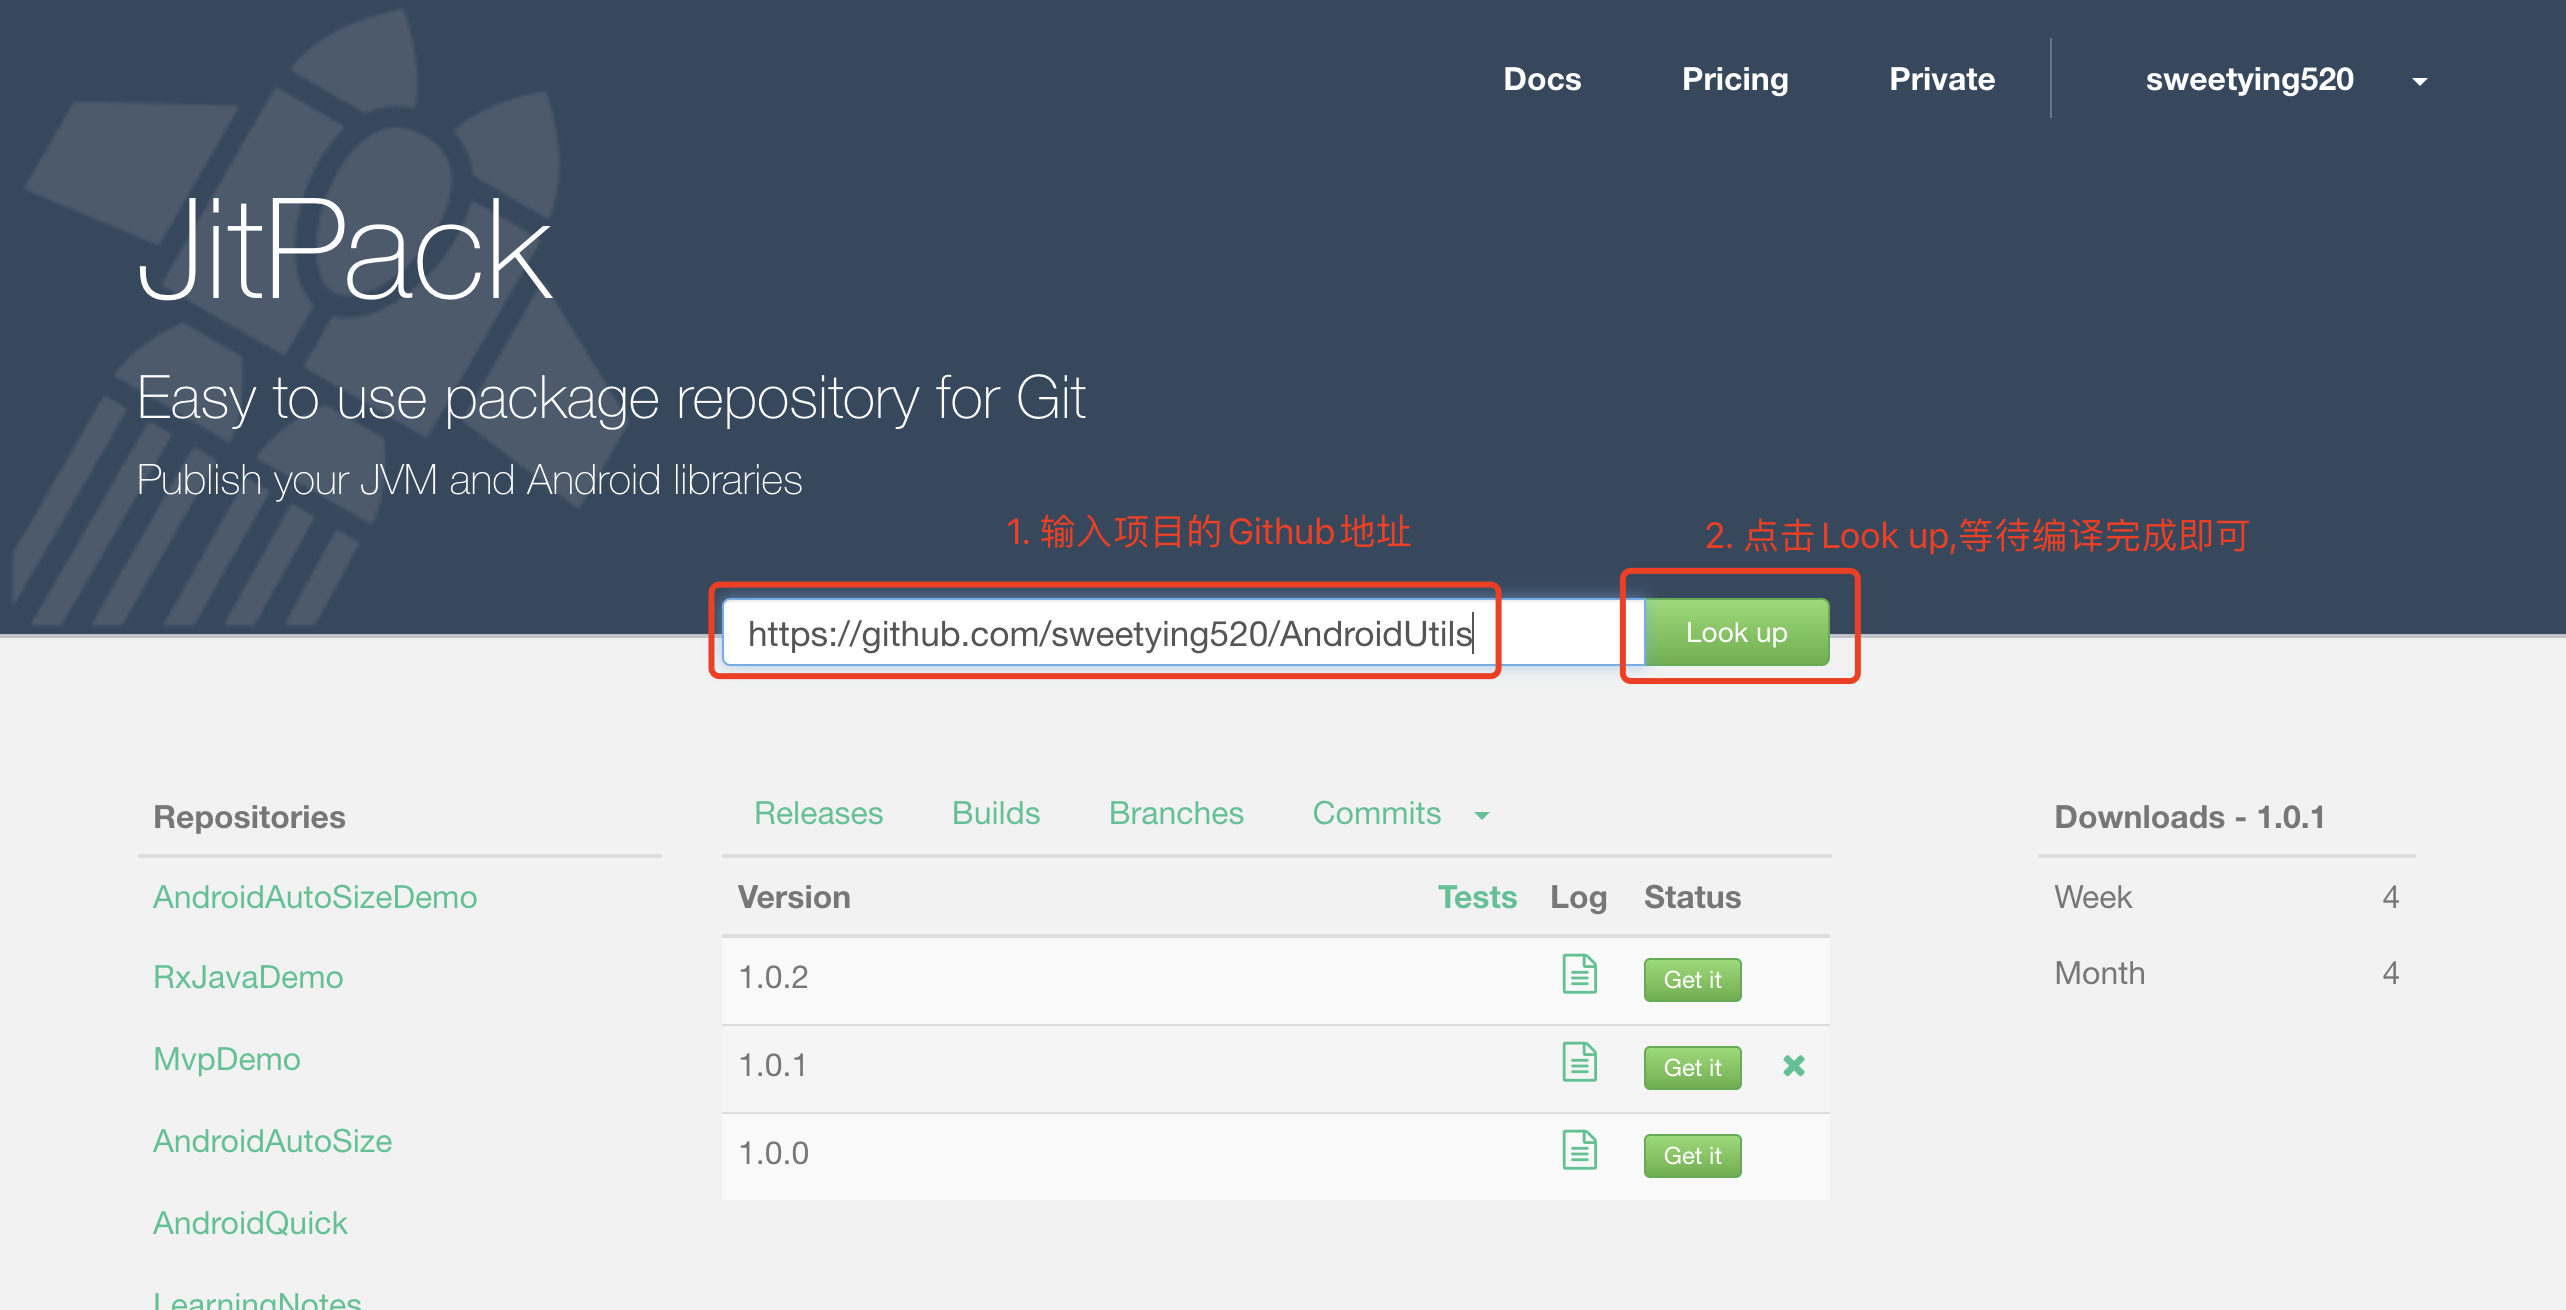 Docs Pricing Private sweetying520
JitPack
Easy to use package repository for Git
Publish your JVM and Android libraries
1. 输入项目的Github地址
2. 点击Look up,等待编译完成即可
https://github.com/sweetying520/AndroidUtils
Look up
Repositories
AndroidAutoSizeDemo
RxJavaDemo
MvpDemo
AndroidAutoSize
AndroidQuick
LearningNotes
Releases Builds Branches Commits
Version Tests Log Status
1.0.2 Get it
1.0.1 Get it
1.0.0 Get it
Downloads - 1.0.1
Week 4
Month 4